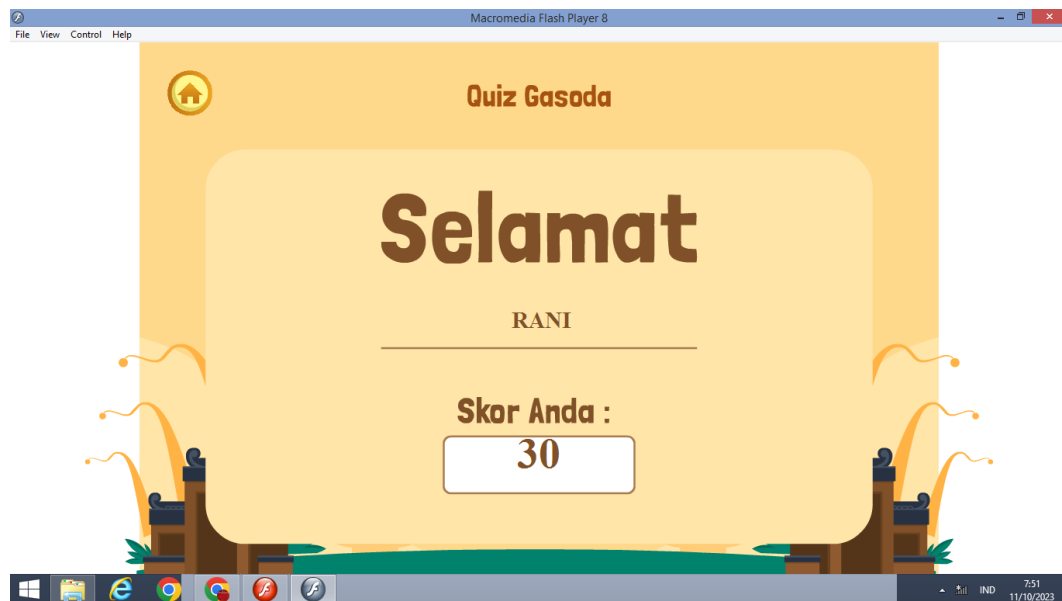 Macromedia Flash Player 8
File View Control Help
Quiz Gasoda
Selamat
RANI
Skor Anda :
30
IND
7:51
11/10/2023